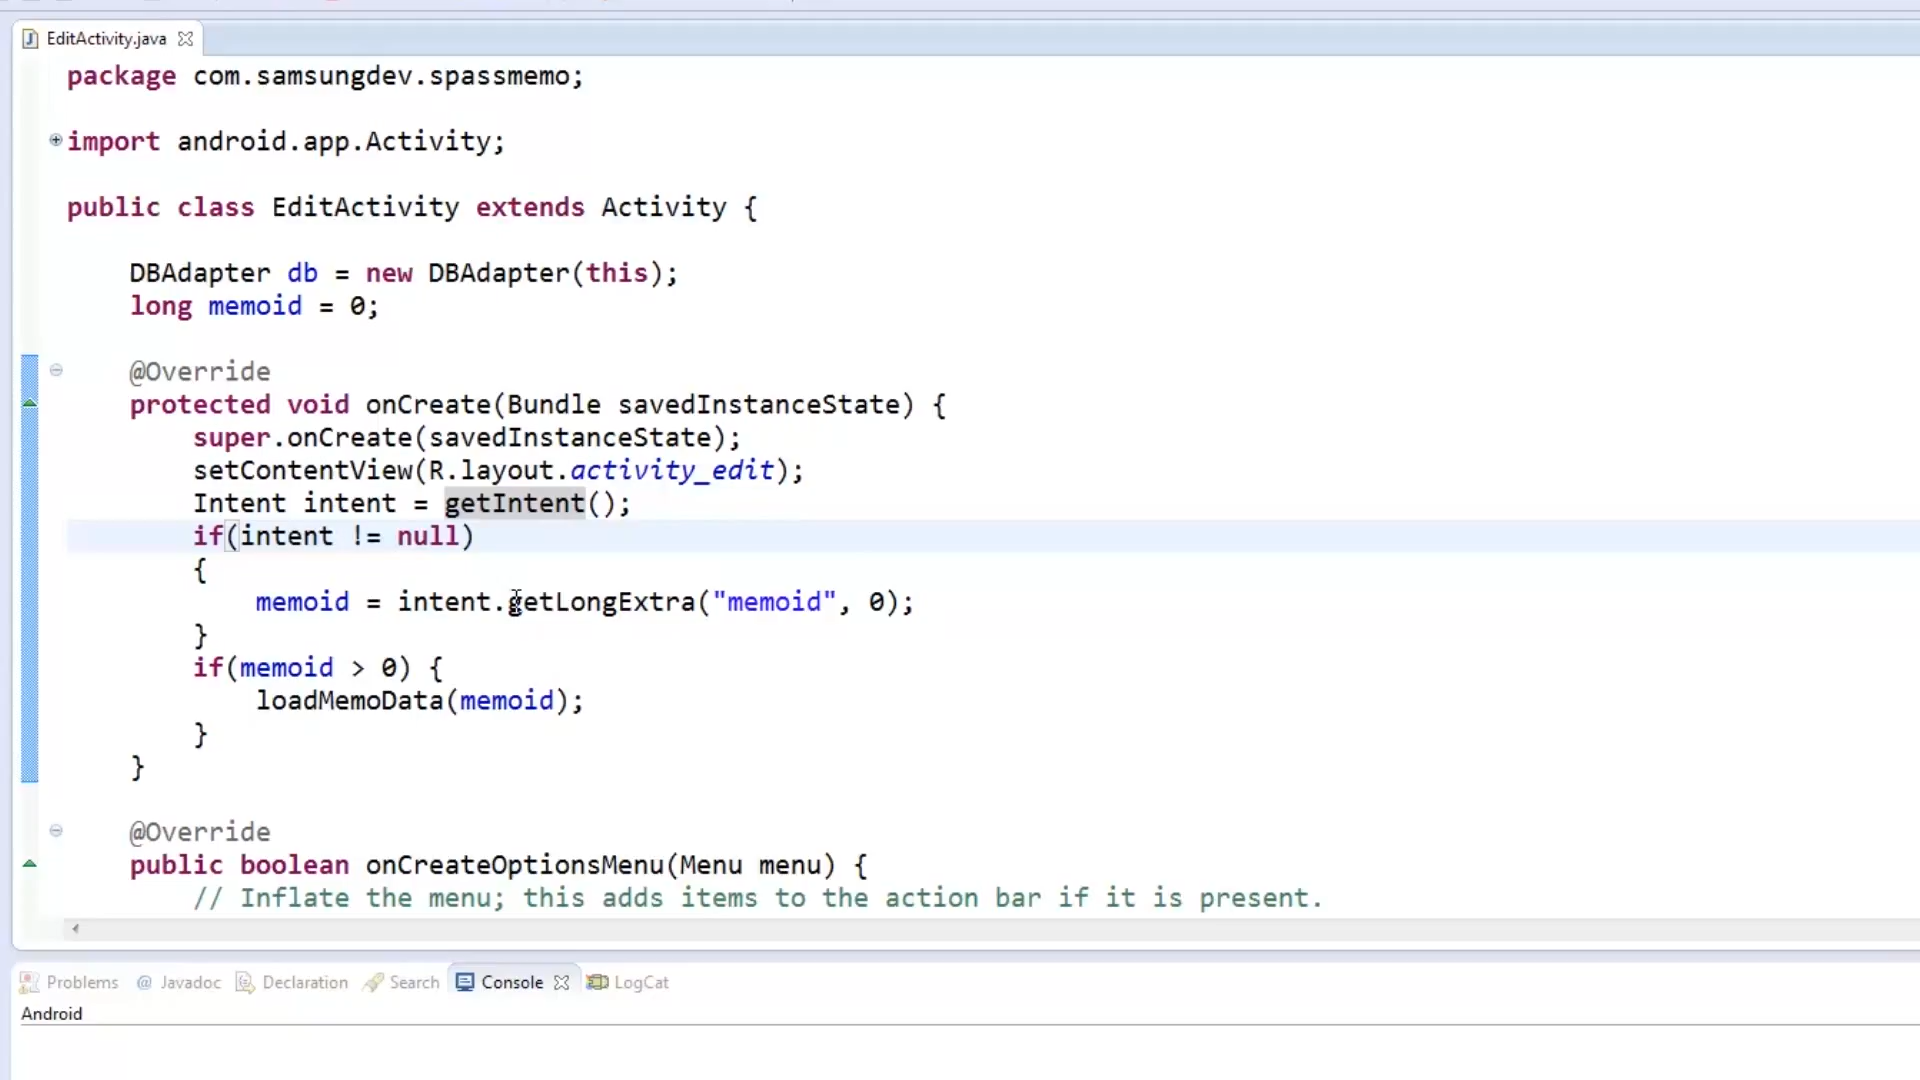 EditActivity.java
package com.samsungdev.spassmemo;
import android.app.Activity;
public class EditActivity extends Activity {
DBAdapter db = new DBAdapter(this);
long memoid = 0;
@Override
protected void onCreate(Bundle savedInstanceState) {
super.onCreate(savedInstanceState);
setContentView(R.layout.activity_edit);
Intent intent = getIntent();
if(intent != null)
{
memoid = intent.getLongExtra("memoid", 0);
}
if(memoid > 0) {
loadMemoData(memoid);
}
}
@Override
public boolean onCreateOptionsMenu(Menu menu) {
// Inflate the menu; this adds items to the action bar if it is present.
Problems @ Javadoc Declaration Search Console LogCat
Android